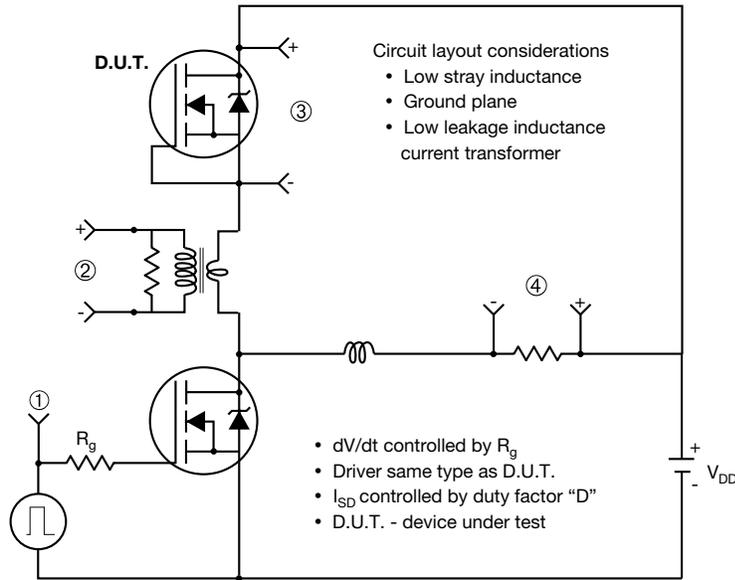 +
D.U.T.
Circuit layout considerations
• Low stray inductance
• Ground plane
• Low leakage inductance
current transformer
③
-
+
②
-
④
- +
①
Rg
• dV/dt controlled by Rg
• Driver same type as D.U.T.
• ISD controlled by duty factor “D”
• D.U.T. - device under test
+
VDD
-